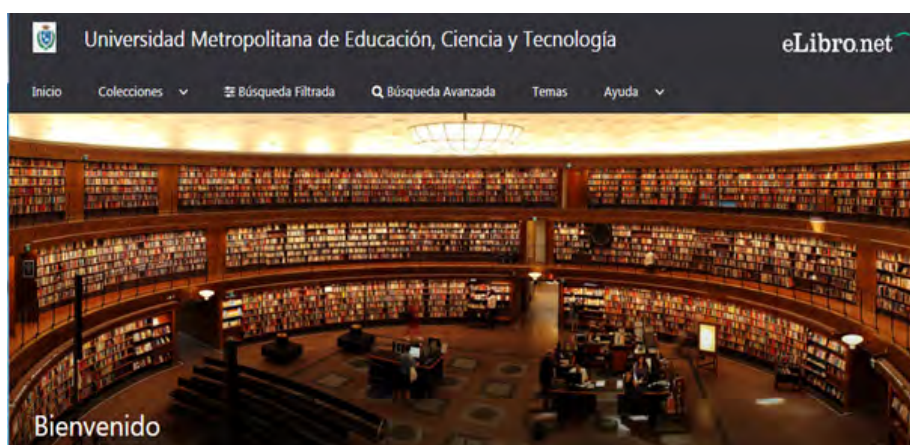 Universidad Metropolitana de Educación, Ciencia y Tecnología
eLibro.net
Inicio Colecciones Búsqueda Filtrada Búsqueda Avanzada Temas Ayuda
Bienvenido